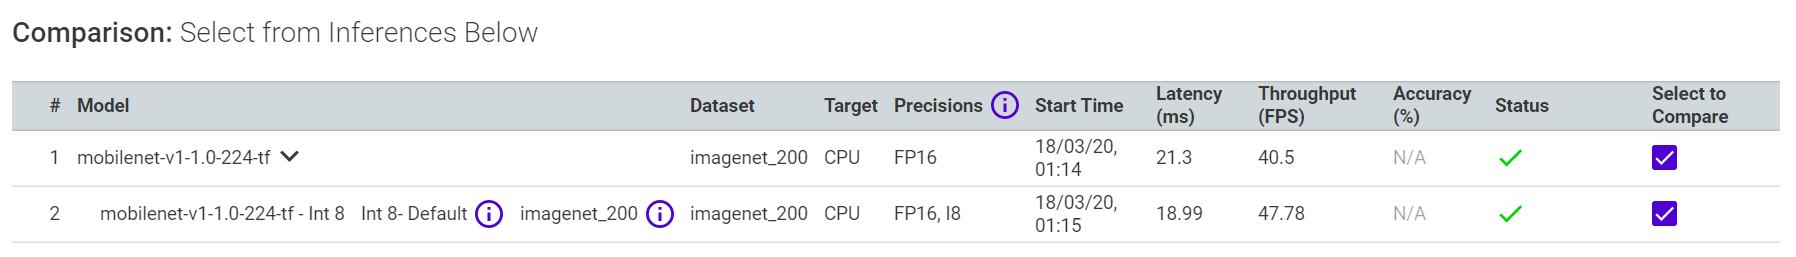 Comparison: Select from Inferences Below
# Model Dataset Target Precisions Start Time Latency (ms) Throughput (FPS) Accuracy (%) Status Select to Compare
1 mobilenet-v1-1.0-224-tf imagenet_200 CPU FP16 18/03/20, 01:14 21.3 40.5 N/A
2 mobilenet-v1-1.0-224-tf - Int 8 Int 8- Default imagenet_200 imagenet_200 CPU FP16, I8 18/03/20, 01:15 18.99 47.78 N/A